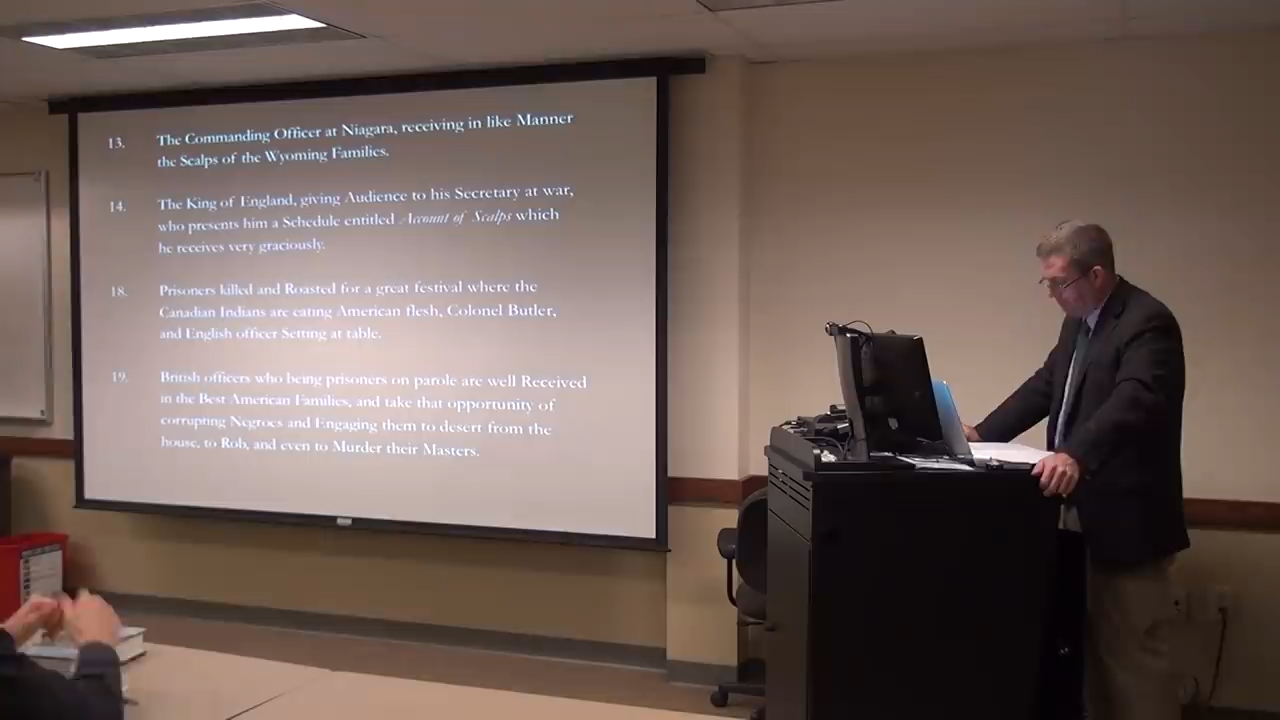 13. The Commanding Officer at Niagara, receiving in like Manner
the Scalps of the Wyoming Families.
14. The King of England, giving Audience to his Secretary at war,
who presents him a Schedule entitled Account of Scalps which
he receives very graciously.
18. Prisoners killed and Roasted for a great festival where the
Canadian Indians are eating American flesh, Colonel Butler,
and English officer Setting at table.
19. British officers who being prisoners on parole are well Received
in the Best American Families, and take that opportunity of
corrupting Negroes and Engaging them to desert from the
house, to Rob, and even to Murder their Masters.